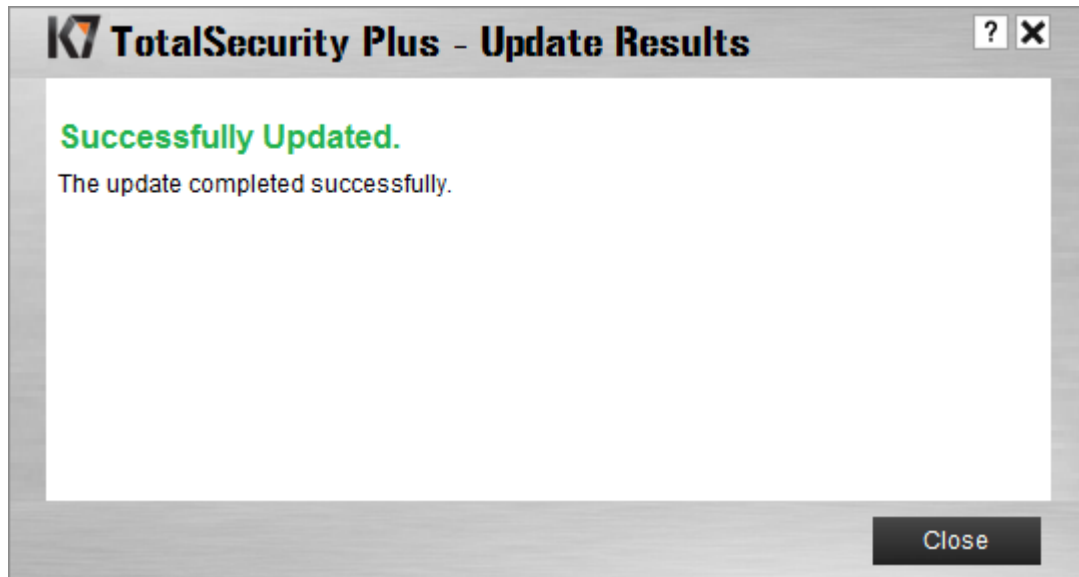 K7 TotalSecurity Plus - Update Results ?
Successfully Updated.
The update completed successfully.
Close